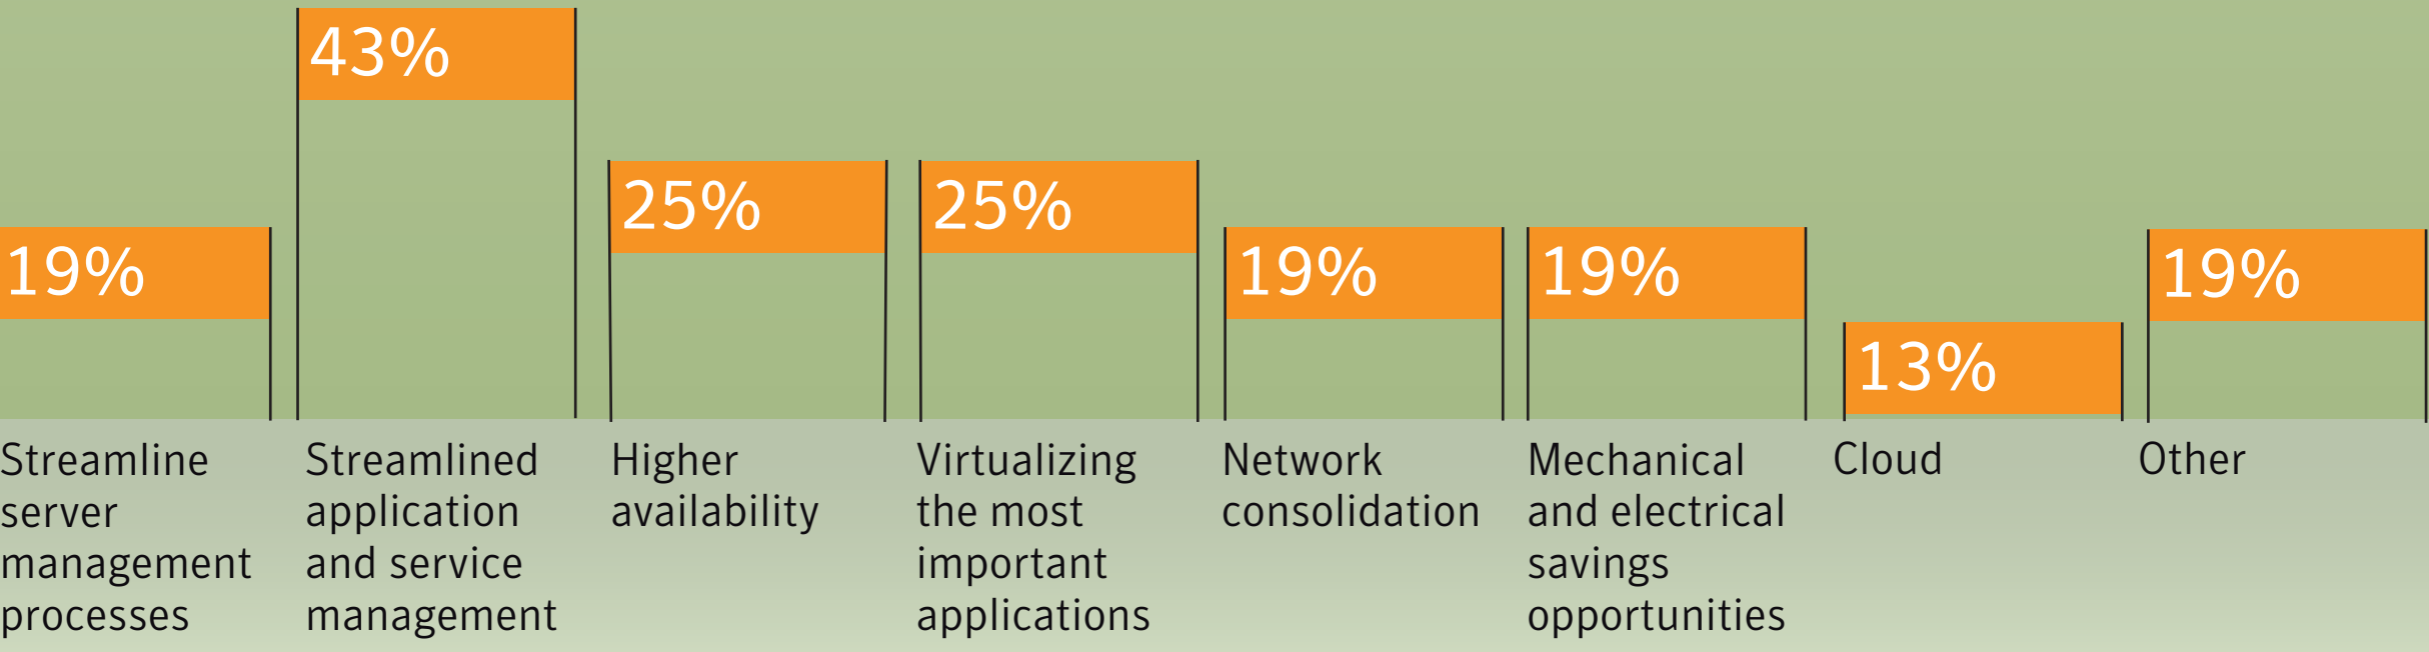 43%
25%
25%
19%
19%
19%
19%
13%
Streamline
server
management
processes
Streamlined
application
and service
management
Higher
availability
Virtualizing
the most
important
applications
Network
consolidation
Mechanical
and electrical
savings
opportunities
Cloud
Other